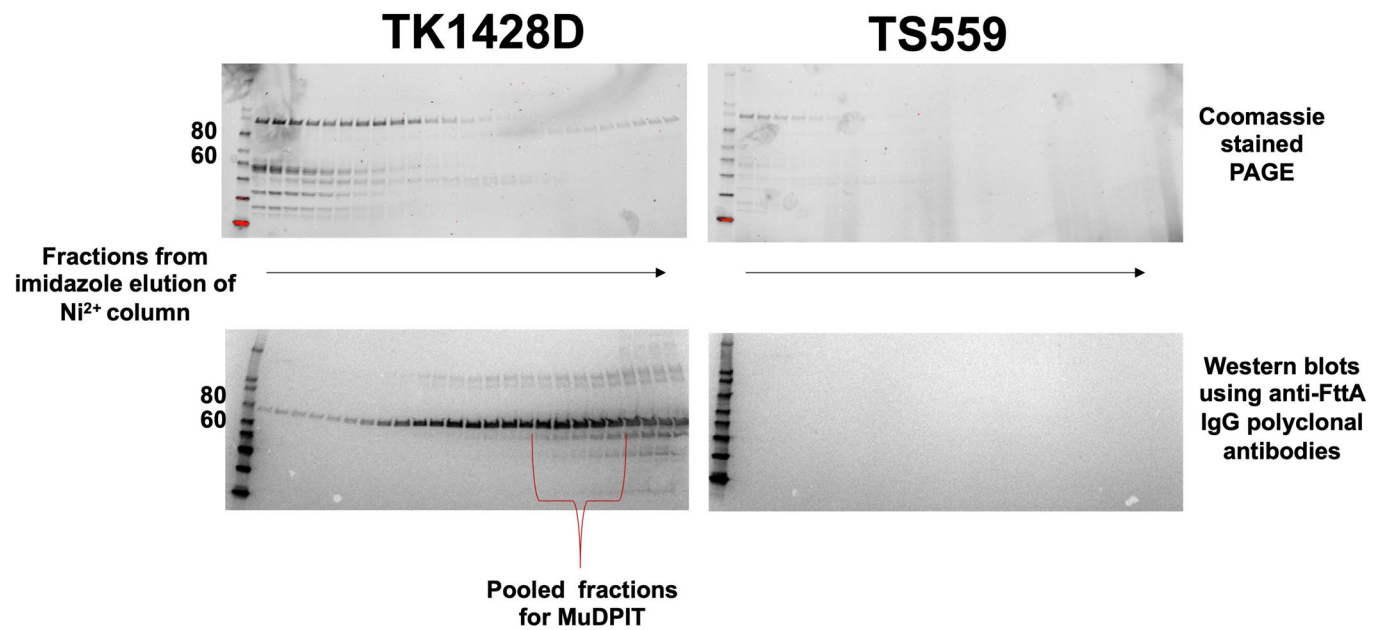 TK1428D
TS559
80
60
Coomassie
stained
PAGE
Fractions from
imidazole elution of
Ni²⁺ column
80
60
Western blots
using anti-FttA
IgG polyclonal
antibodies
Pooled fractions
for MuDPIT